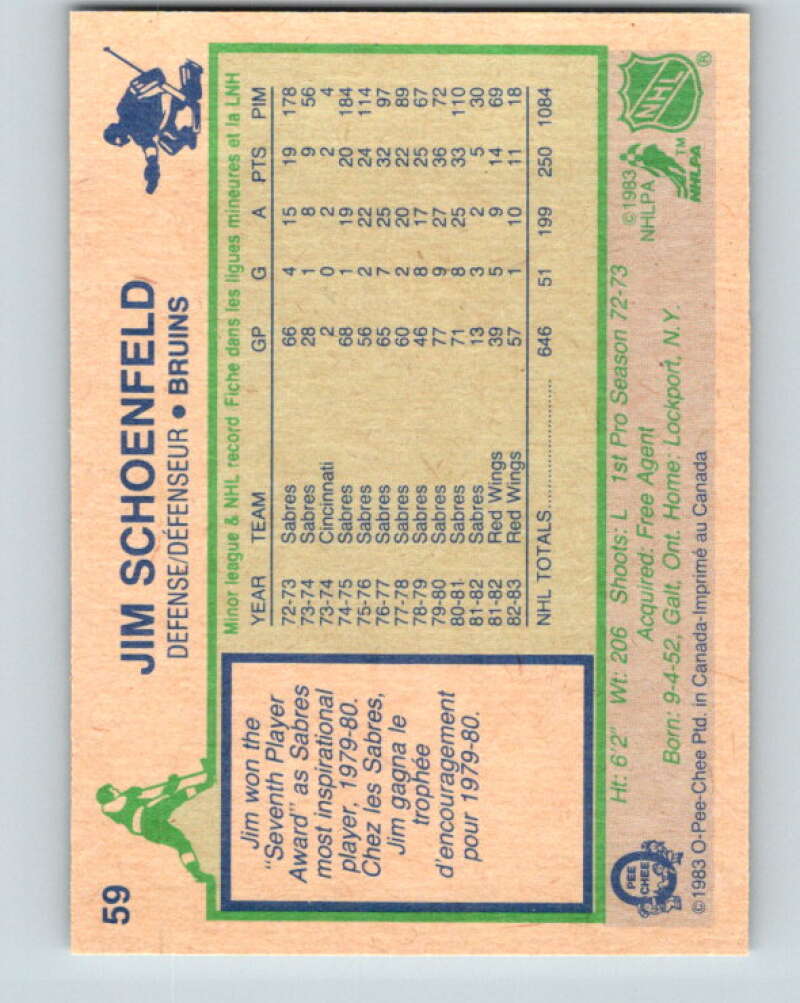 59
JIM SCHOENFELD
DEFENSE/DÉFENSEUR • BRUINS
Jim won the
"Seventh Player
Award" as Sabres
most inspirational
player, 1979-80.
Chez les Sabres,
Jim gagna le
trophée
d'encouragement
pour 1979-80.
Minor league & NHL record Fiche dans les ligues mineures et la LNH
YEAR TEAM GP G A PTS PIM
72-73 Sabres 66 4 15 19 178
73-74 Sabres 28 1 8 9 56
73-74 Cincinnati 2 0 2 2 4
74-75 Sabres 68 1 19 20 184
75-76 Sabres 56 2 22 24 114
76-77 Sabres 65 7 25 32 97
77-78 Sabres 60 2 20 22 89
78-79 Sabres 46 8 17 25 67
79-80 Sabres 77 9 27 36 72
80-81 Sabres 71 8 25 33 110
81-82 Sabres 13 3 2 5 30
81-82 Red Wings 39 5 9 14 69
82-83 Red Wings 57 1 10 11 18
NHL TOTALS........................ 646 51 199 250 1084
Ht: 6'2" Wt: 206 Shoots: L 1st Pro Season 72-73
Acquired: Free Agent
Born: 9-4-52, Galt, Ont. Home: Lockport, N.Y.
©1983 O-Pee-Chee Ptd. in Canada-Imprimé au Canada
O
PEE
CHEE
©1983
NHLPA
NHL
®
TM
NHLPA